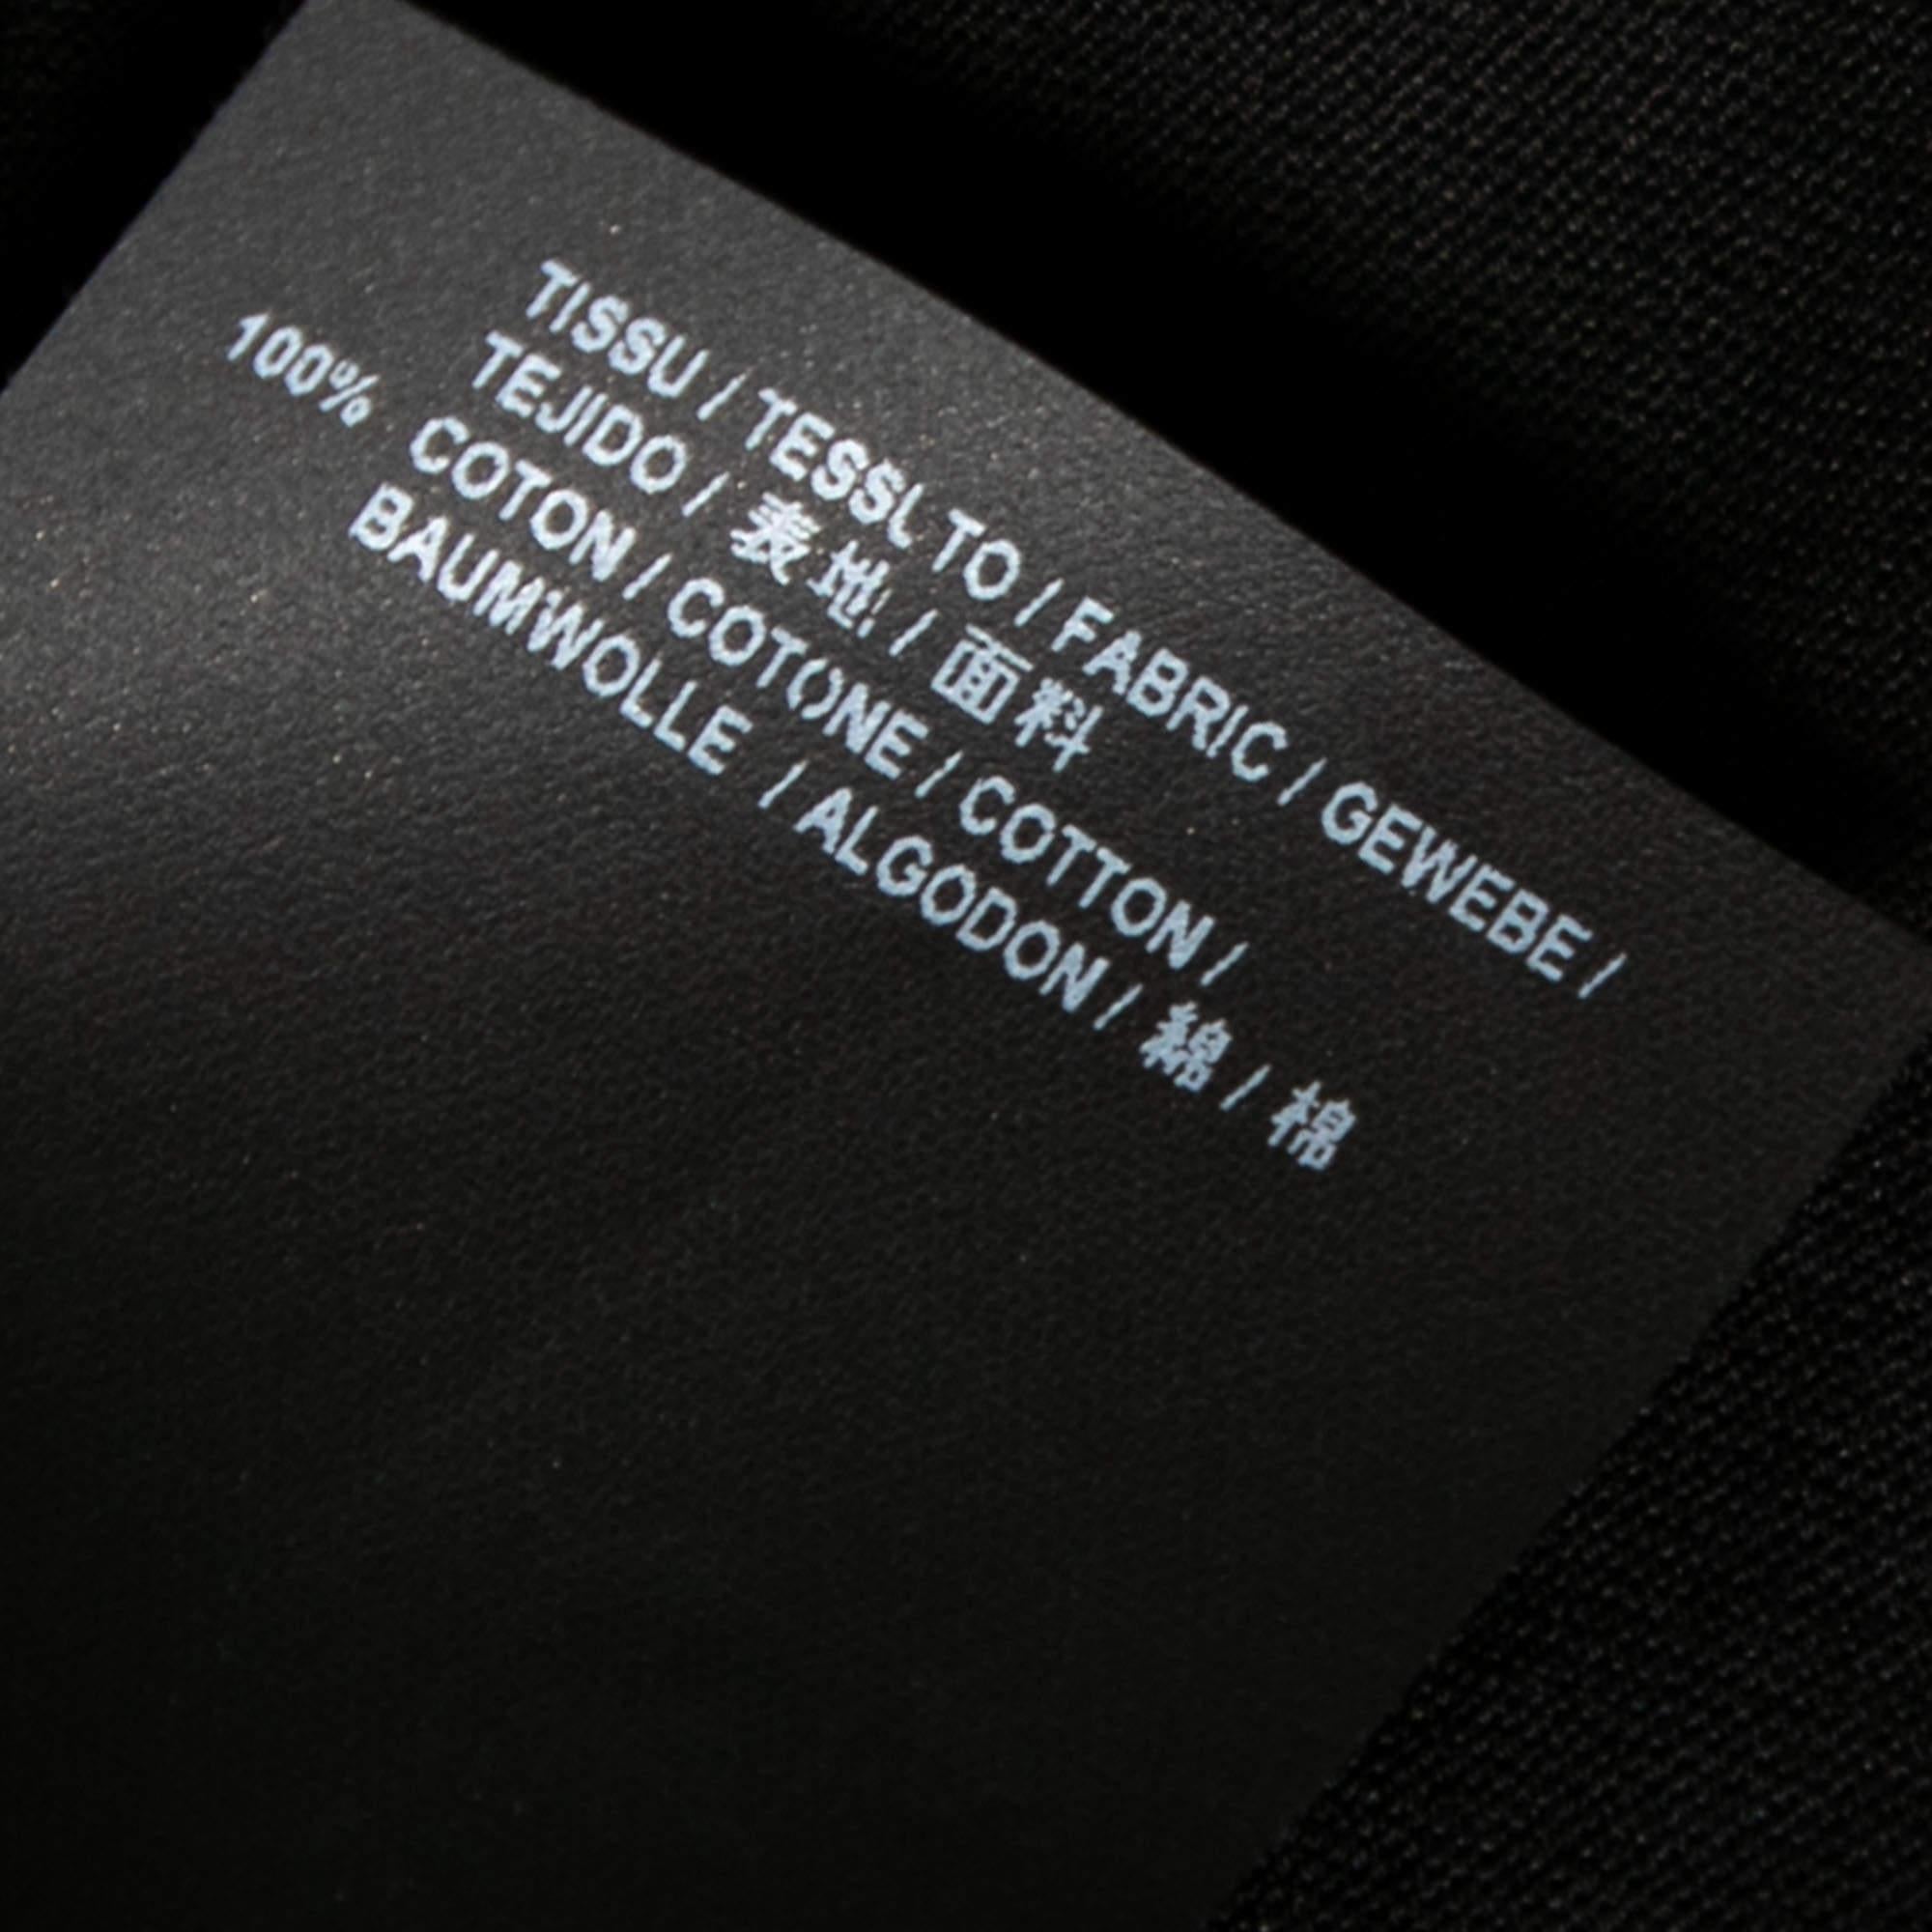 TISSU / TESSUTO / FABRIC / GEWEBE /
TEJIDO / 表地 / 面料
100% COTON / COTONE / COTTON /
BAUMWOLLE / ALGODON / 綿 / 棉